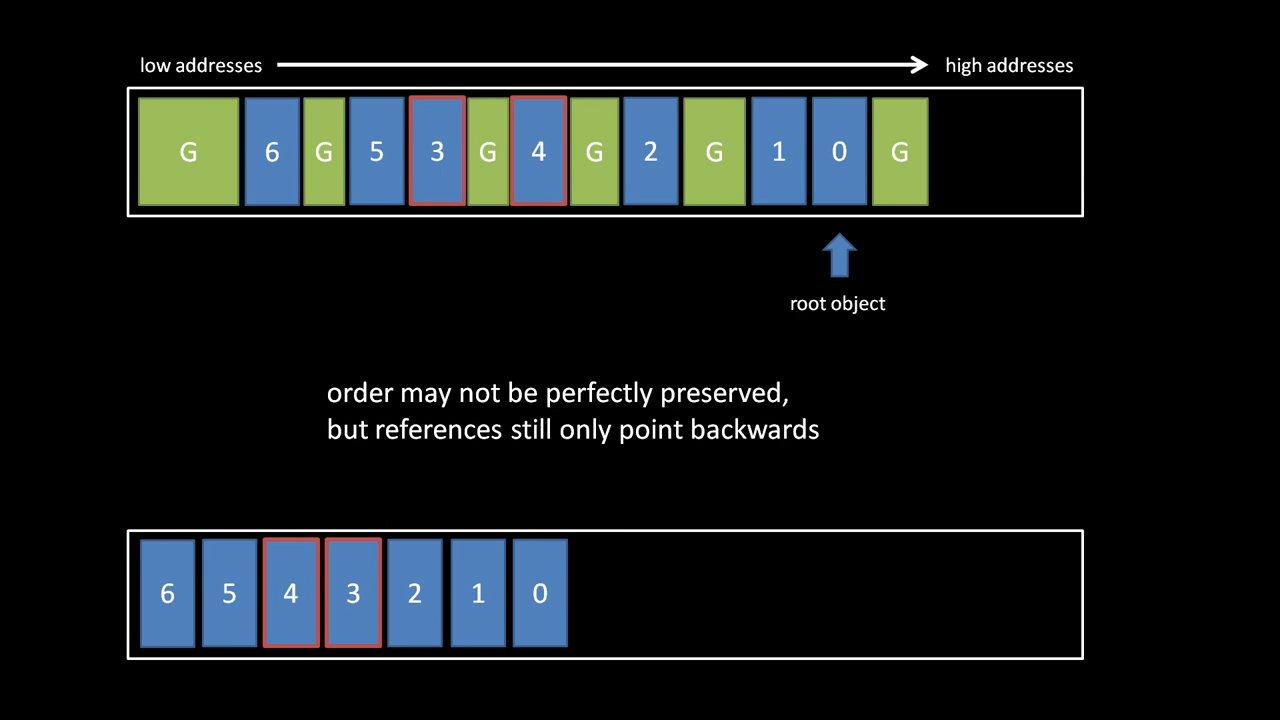 low addresses high addresses
G 6 G 5 3 G 4 G 2 G 1 0 G
root object
order may not be perfectly preserved,
but references still only point backwards
6 5 4 3 2 1 0